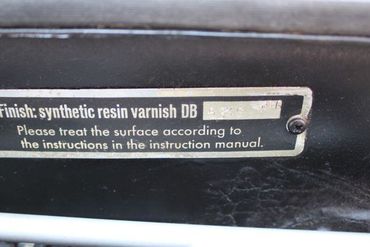 Finish: synthetic resin varnish DB
Please treat the surface according to
the instructions in the instruction manual.